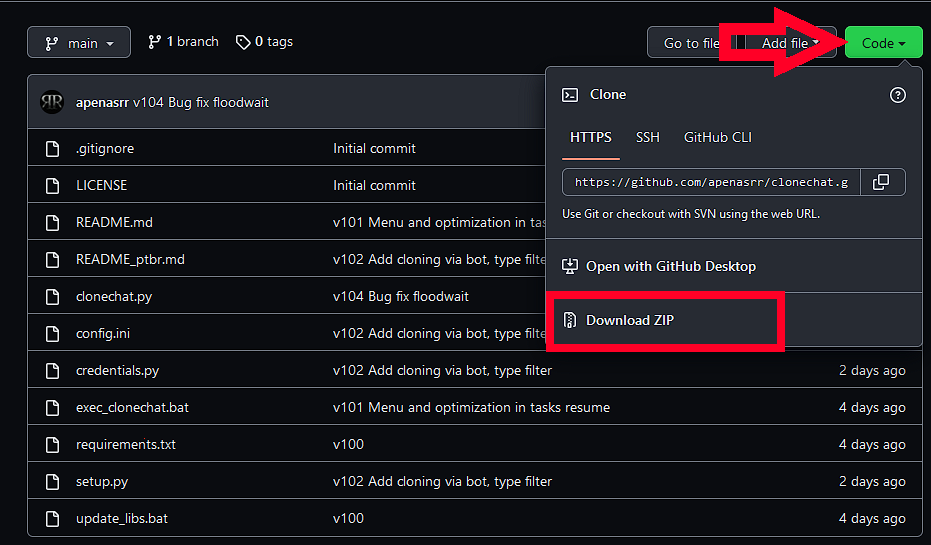 main 1 branch 0 tags Go to file Add file Code
apenasrr v104 Bug fix floodwait
Clone
HTTPS SSH GitHub CLI
https://github.com/apenasrr/clonechat.g
Use Git or checkout with SVN using the web URL.
Open with GitHub Desktop
Download ZIP
.gitignore Initial commit
LICENSE Initial commit
README.md v101 Menu and optimization in tas
README_ptbr.md v102 Add cloning via bot, type filte
clonechat.py v104 Bug fix floodwait
config.ini v102 Add cloning via bot, type filte
credentials.py v102 Add cloning via bot, type filter 2 days ago
exec_clonechat.bat v101 Menu and optimization in tasks resume 4 days ago
requirements.txt v100 4 days ago
setup.py v102 Add cloning via bot, type filter 2 days ago
update_libs.bat v100 4 days ago